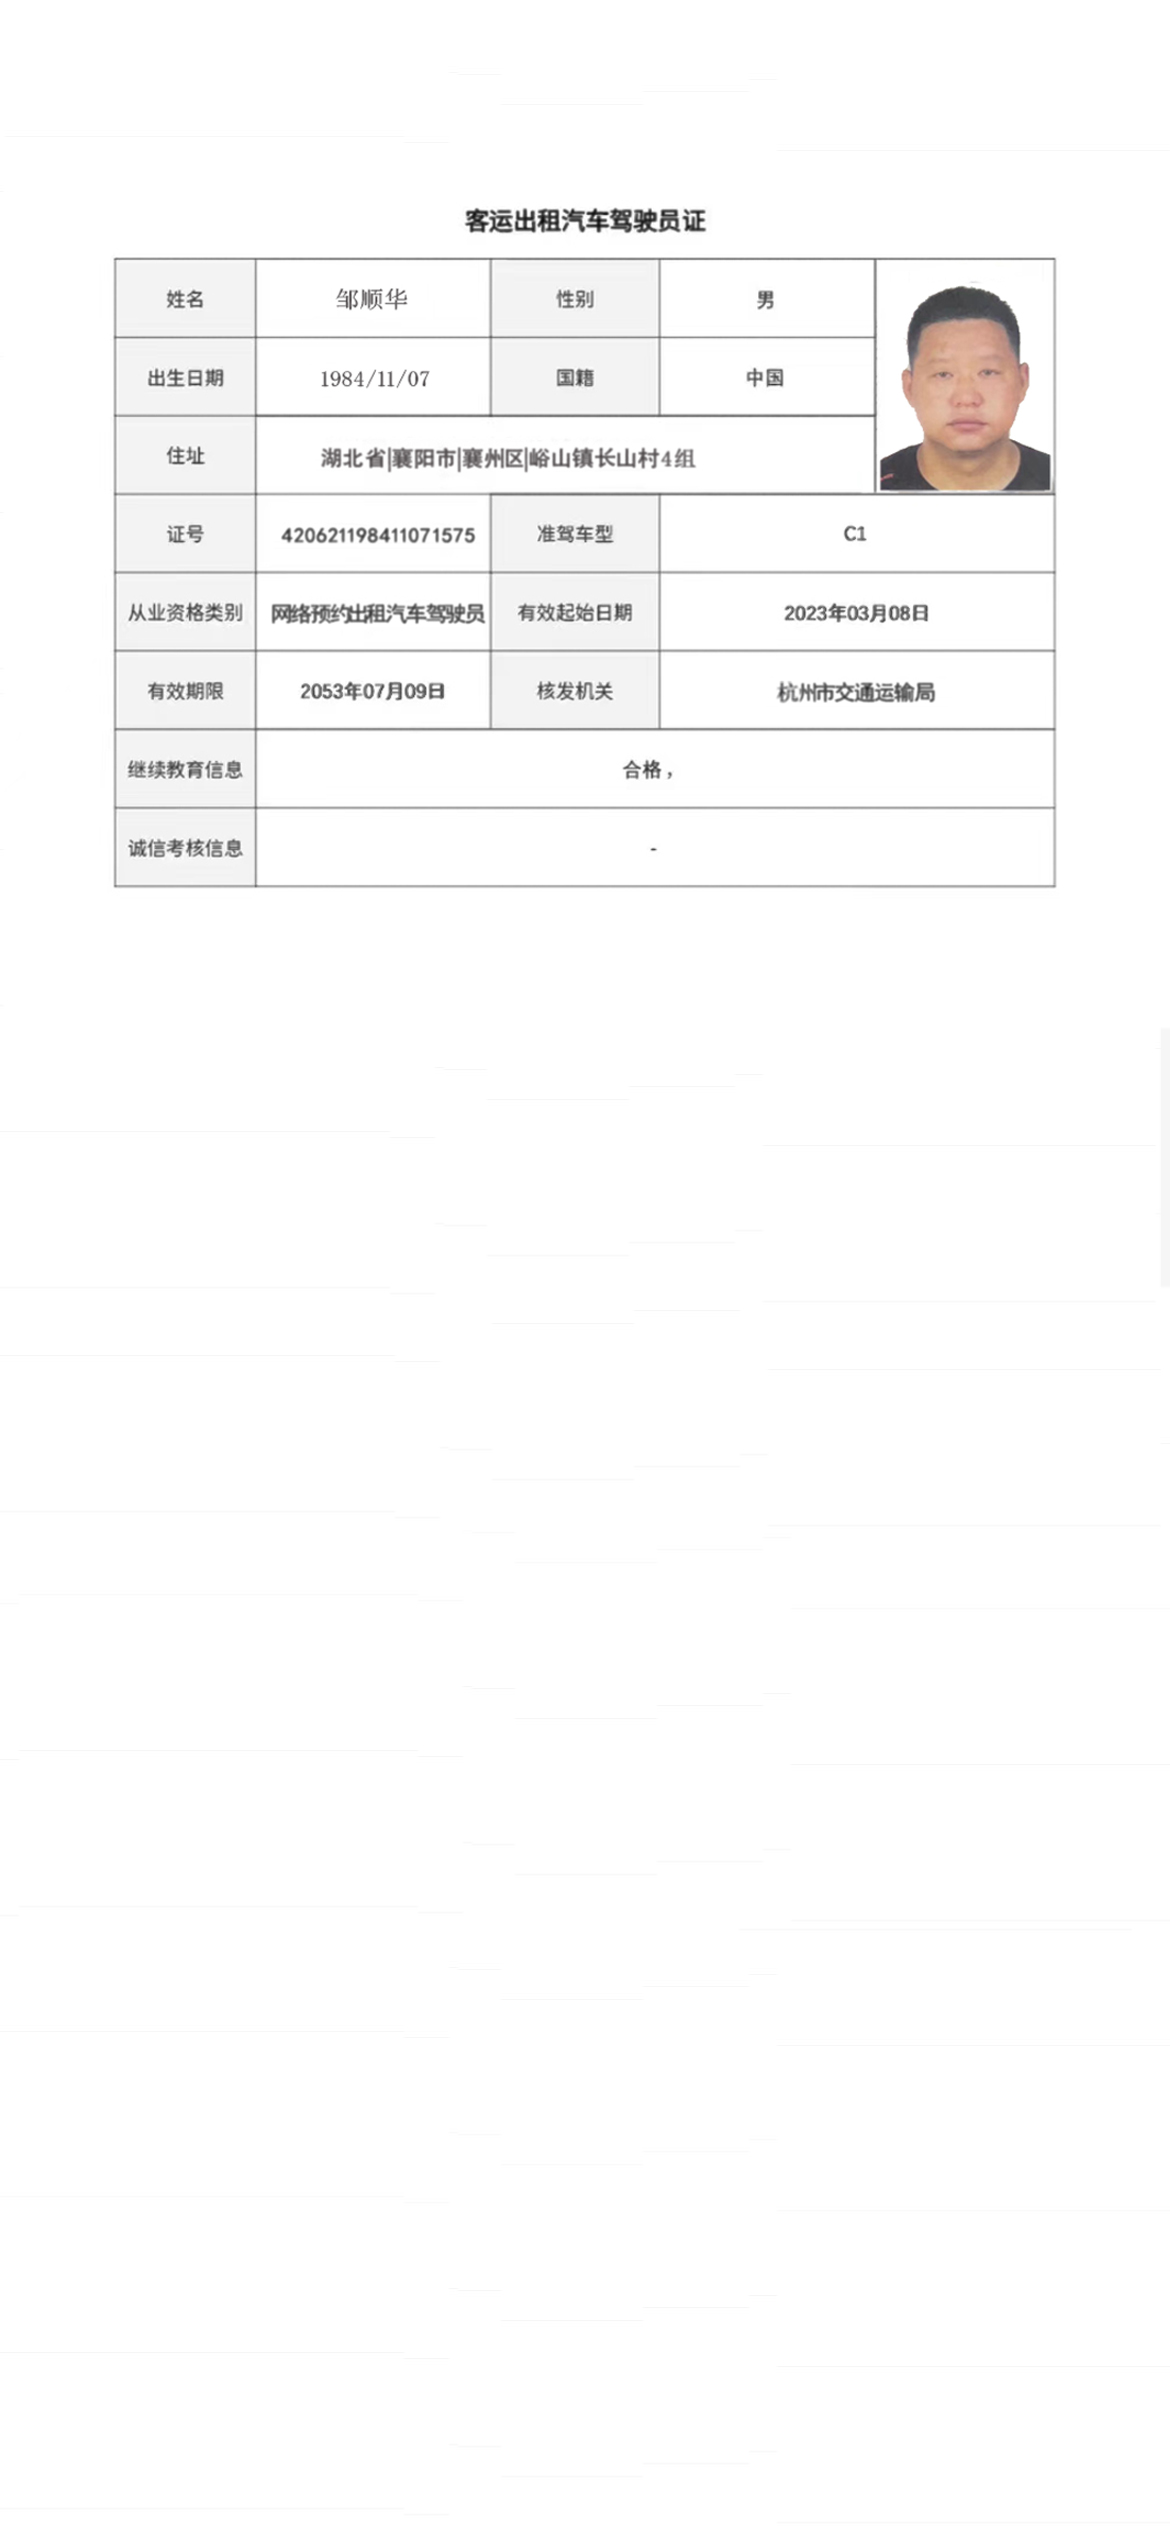 客运出租汽车驾驶员证
姓名 邹顺华 性别 男
出生日期 1984/11/07 国籍 中国
住址 湖北省|襄阳市|襄州区|峪山镇长山村4组
证号 420621198411071575 准驾车型 C1
从业资格类别 网络预约出租汽车驾驶员 有效起始日期 2023年03月08日
有效期限 2053年07月09日 核发机关 杭州市交通运输局
继续教育信息 合格，
诚信考核信息 -